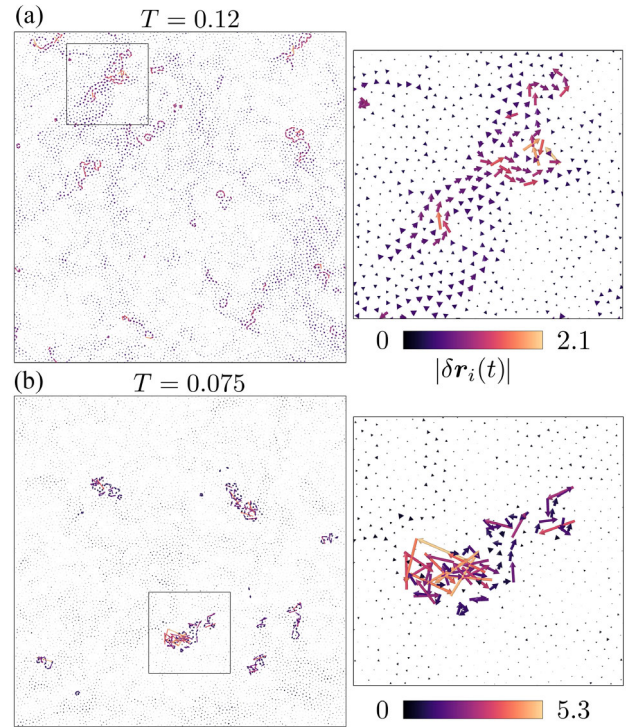 (a)
T = 0.12
0
2.1
|δr_i(t)|
(b)
T = 0.075
0
5.3